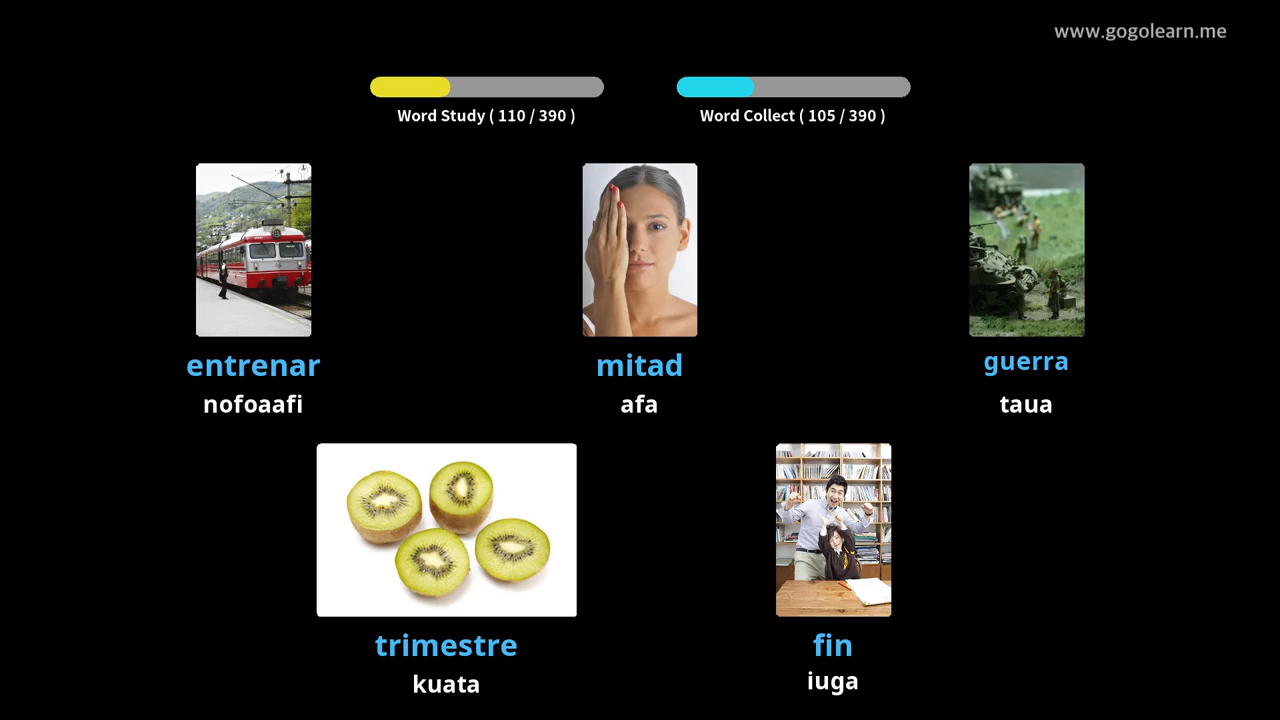 www.gogolearn.me
Word Study ( 110 / 390 )
Word Collect ( 105 / 390 )
entrenar
nofoaafi
mitad
afa
guerra
taua
trimestre
kuata
fin
iuga